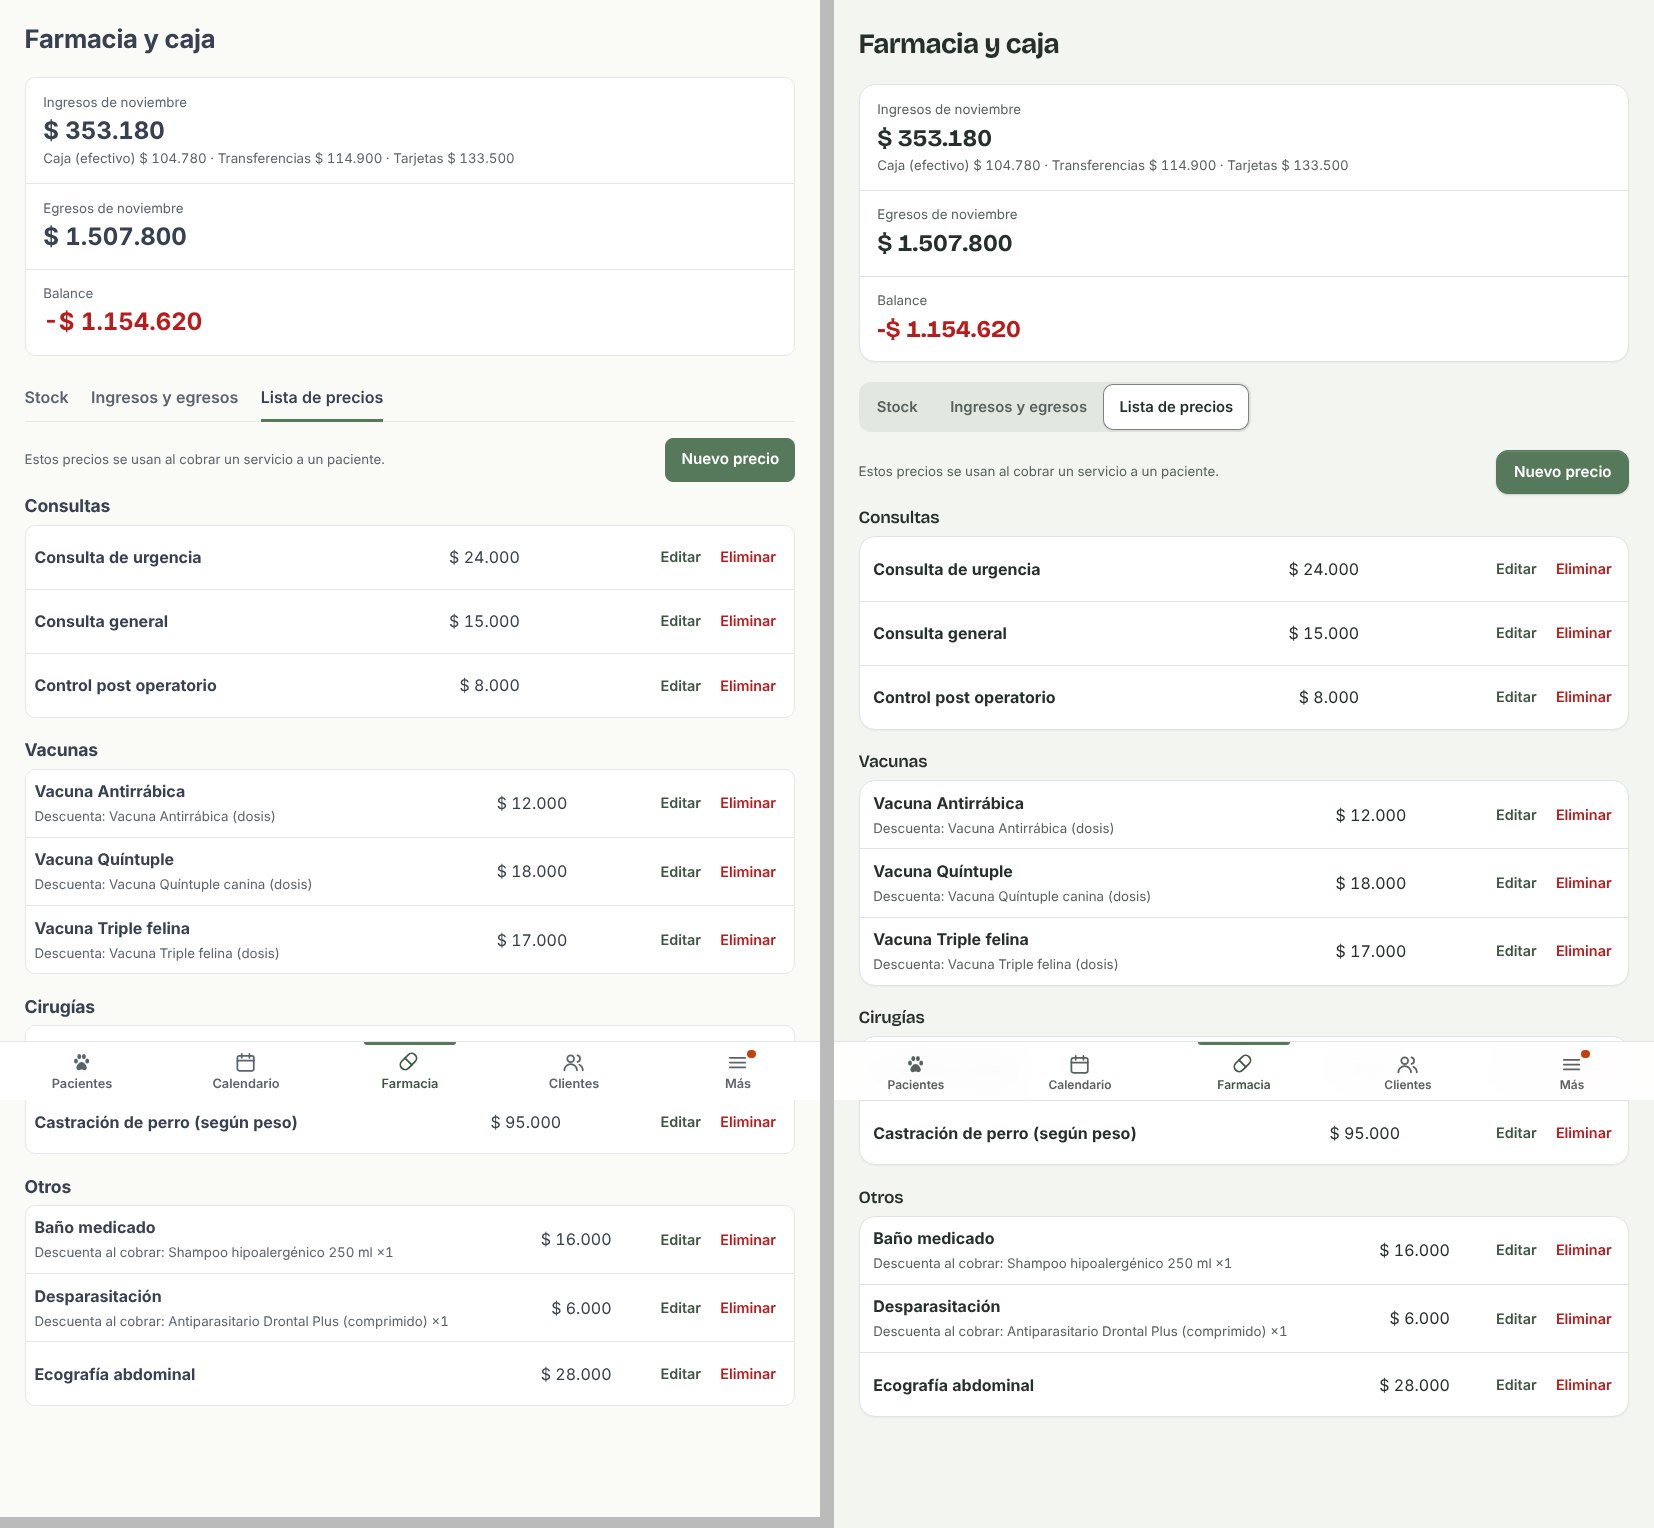 Farmacia y caja
Ingresos de noviembre
$ 353.180
Caja (efectivo) $ 104.780 · Transferencias $ 114.900 · Tarjetas $ 133.500
Egresos de noviembre
$ 1.507.800
Balance
-$ 1.154.620
Stock Ingresos y egresos Lista de precios
Estos precios se usan al cobrar un servicio a un paciente. Nuevo precio
Consultas
Consulta de urgencia $ 24.000 Editar Eliminar
Consulta general $ 15.000 Editar Eliminar
Control post operatorio $ 8.000 Editar Eliminar
Vacunas
Vacuna Antirrábica $ 12.000 Editar Eliminar
Descuenta: Vacuna Antirrábica (dosis)
Vacuna Quíntuple $ 18.000 Editar Eliminar
Descuenta: Vacuna Quíntuple canina (dosis)
Vacuna Triple felina $ 17.000 Editar Eliminar
Descuenta: Vacuna Triple felina (dosis)
Cirugías
Pacientes Calendario Farmacia Clientes Más
Castración de perro (según peso) $ 95.000 Editar Eliminar
Otros
Baño medicado $ 16.000 Editar Eliminar
Descuenta al cobrar: Shampoo hipoalergénico 250 ml ×1
Desparasitación $ 6.000 Editar Eliminar
Descuenta al cobrar: Antiparasitario Drontal Plus (comprimido) ×1
Ecografía abdominal $ 28.000 Editar Eliminar
Farmacia y caja
Ingresos de noviembre
$ 353.180
Caja (efectivo) $ 104.780 · Transferencias $ 114.900 · Tarjetas $ 133.500
Egresos de noviembre
$ 1.507.800
Balance
-$ 1.154.620
Stock Ingresos y egresos Lista de precios
Estos precios se usan al cobrar un servicio a un paciente. Nuevo precio
Consultas
Consulta de urgencia $ 24.000 Editar Eliminar
Consulta general $ 15.000 Editar Eliminar
Control post operatorio $ 8.000 Editar Eliminar
Vacunas
Vacuna Antirrábica $ 12.000 Editar Eliminar
Descuenta: Vacuna Antirrábica (dosis)
Vacuna Quíntuple $ 18.000 Editar Eliminar
Descuenta: Vacuna Quíntuple canina (dosis)
Vacuna Triple felina $ 17.000 Editar Eliminar
Descuenta: Vacuna Triple felina (dosis)
Cirugías
Pacientes Calendario Farmacia Clientes Más
Castración de perro (según peso) $ 95.000 Editar Eliminar
Otros
Baño medicado $ 16.000 Editar Eliminar
Descuenta al cobrar: Shampoo hipoalergénico 250 ml ×1
Desparasitación $ 6.000 Editar Eliminar
Descuenta al cobrar: Antiparasitario Drontal Plus (comprimido) ×1
Ecografía abdominal $ 28.000 Editar Eliminar